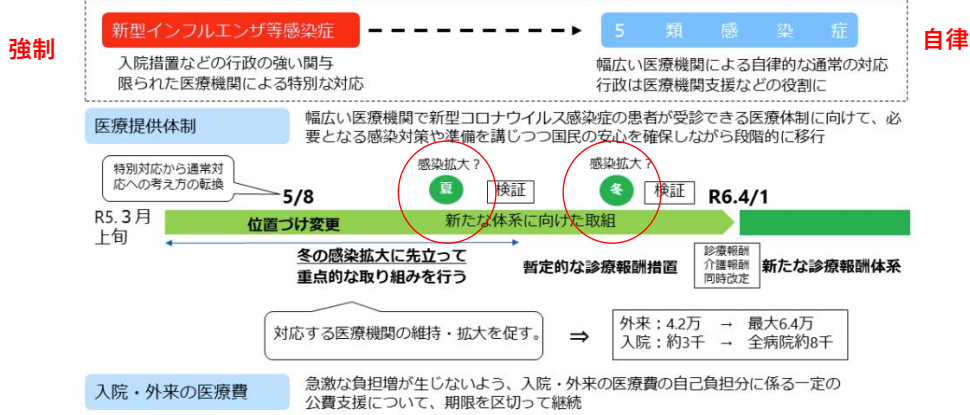 強制
新型インフルエンザ等感染症
5類感染症
自律
入院措置などの行政の強い関与
限られた医療機関による特別な対応
幅広い医療機関による自律的な通常の対応
行政は医療機関支援などの役割に
医療提供体制
幅広い医療機関で新型コロナウイルス感染症の患者が受診できる医療体制に向けて、必
要となる感染対策や準備を講じつつ国民の安心を確保しながら段階的に移行
特別対応から通常対
応への考え方の転換
感染拡大？
感染拡大？
5/8
夏
検証
冬
検証
R6.4/1
R5.３月
上旬
位置づけ変更
新たな体系に向けた取組
冬の感染拡大に先立って
重点的な取り組みを行う
暫定的な診療報酬措置
診療報酬
介護報酬
同時改定
新たな診療報酬体系
対応する医療機関の維持・拡大を促す。
⇒
外来：4.2万 → 最大6.4万
入院：約3千 → 全病院約8千
入院・外来の医療費
急激な負担増が生じないよう、入院・外来の医療費の自己負担分に係る一定の
公費支援について、期限を区切って継続